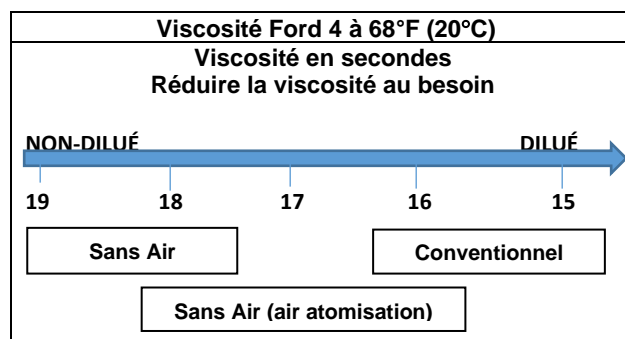 Viscosité Ford 4 à 68°F (20°C)
Viscosité en secondes
Réduire la viscosité au besoin
NON-DILUÉ DILUÉ
19 18 17 16 15
Sans Air Conventionnel
Sans Air (air atomisation)